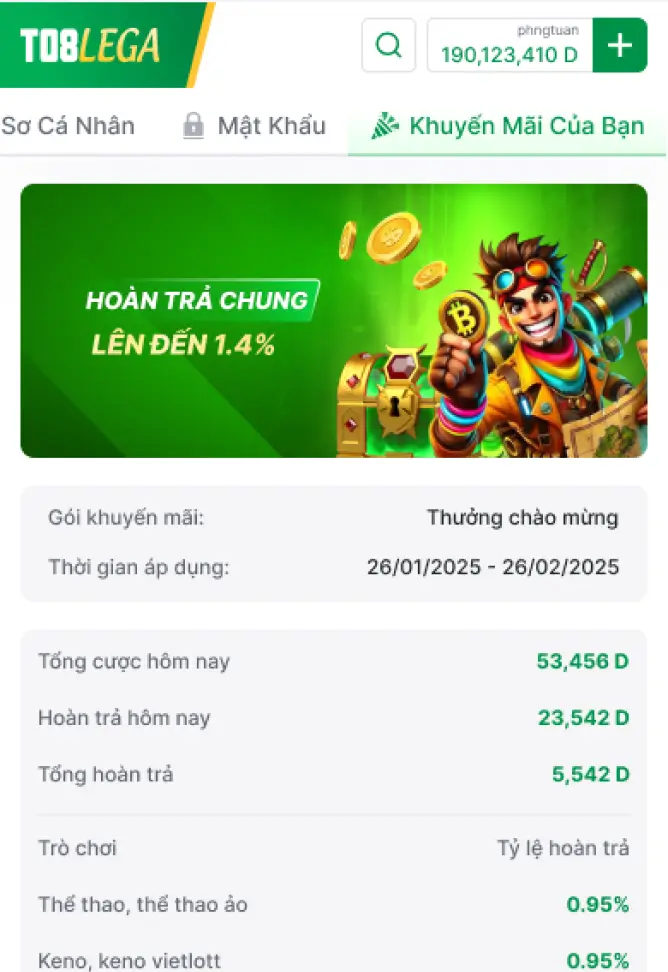 TO8LEGA
phngtuan
190,123,410 D
Sơ Cá Nhân
Mật Khẩu
Khuyến Mãi Của Bạn
HOÀN TRẢ CHUNG
LÊN ĐẾN 1.4%
Gói khuyến mãi: Thưởng chào mừng
Thời gian áp dụng: 26/01/2025 - 26/02/2025
Tổng cược hôm nay 53,456 D
Hoàn trả hôm nay 23,542 D
Tổng hoàn trả 5,542 D
Trò chơi Tỷ lệ hoàn trả
Thể thao, thể thao ảo 0.95%
Keno, keno vietlott 0.95%